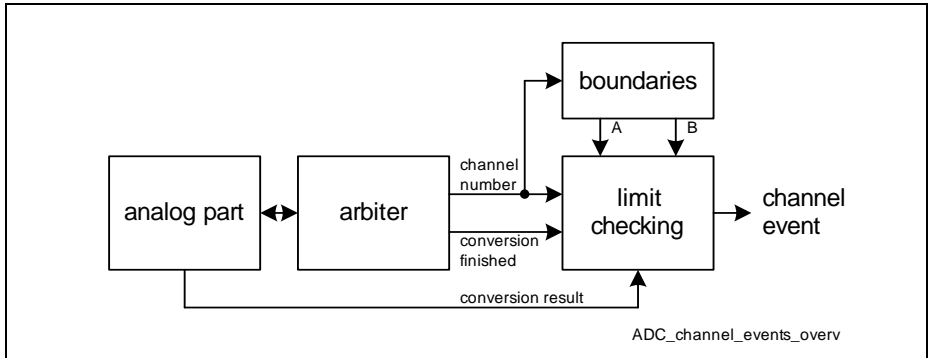 boundaries
A
B
channel
number
analog part
arbiter
limit
checking
channel
event
conversion
finished
conversion result
ADC_channel_events_overv